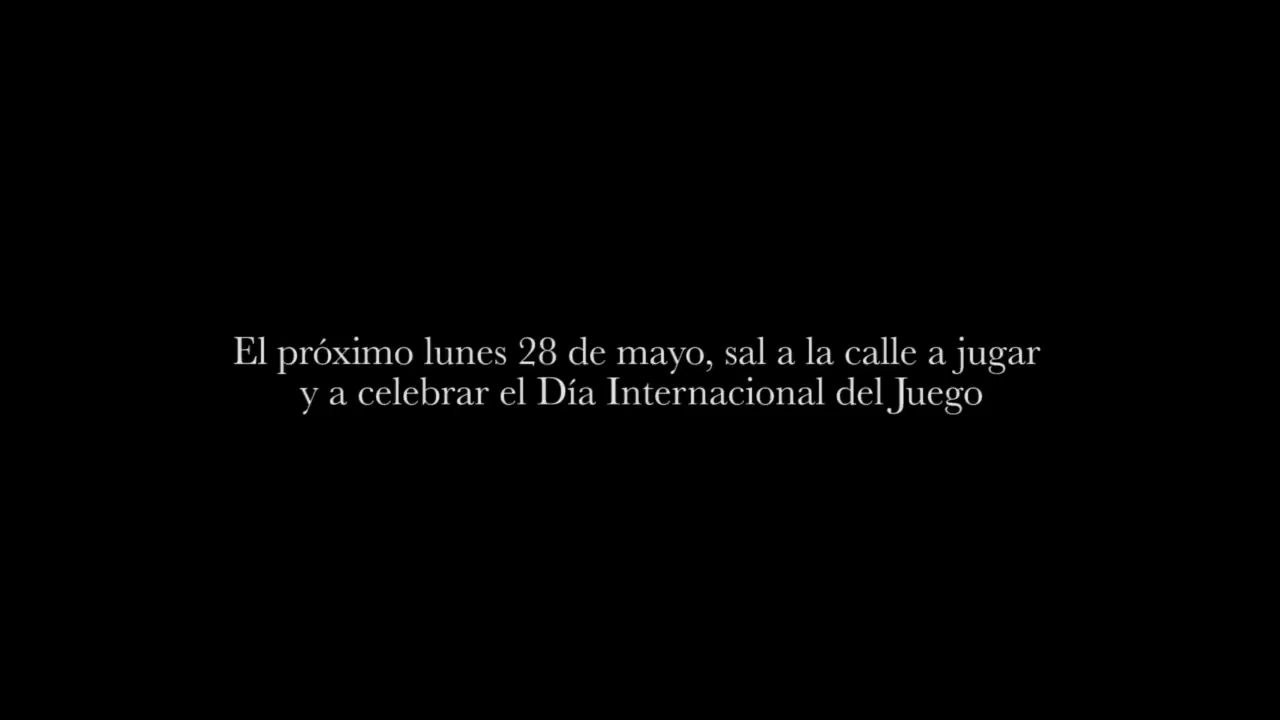 El próximo lunes 28 de mayo, sal a la calle a jugar
y a celebrar el Día Internacional del Juego